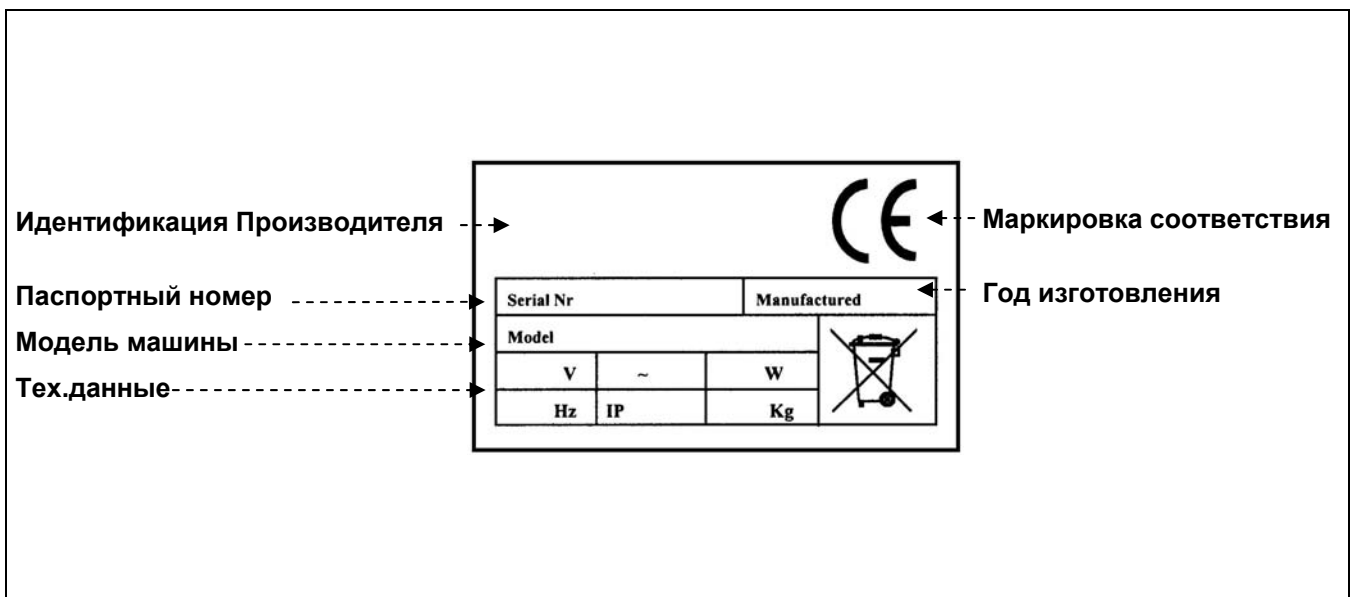 Идентификация Производителя
CE
Маркировка соответствия
Паспортный номер
Serial Nr
Manufactured
Год изготовления
Модель машины
Model
Тех.данные
V
~
W
Hz
IP
Kg